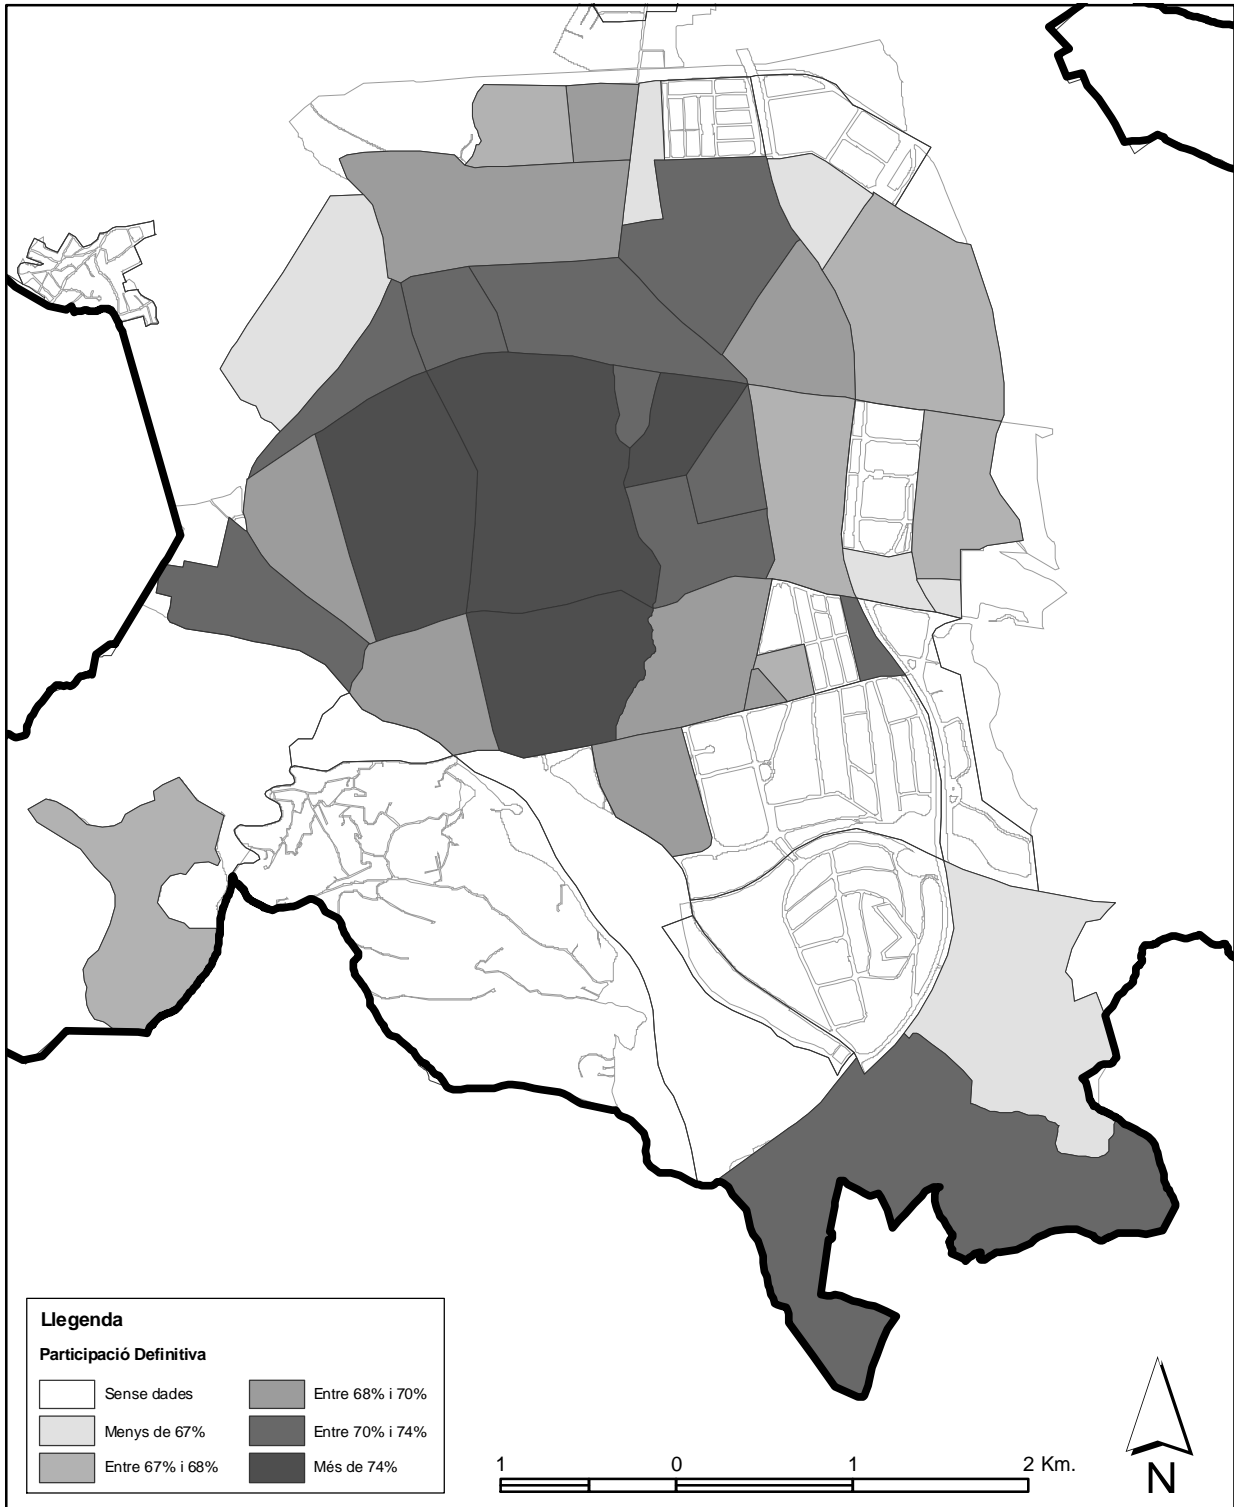 Llegenda
Participació Definitiva
Sense dades
Menys de 67%
Entre 67% i 68%
Entre 68% i 70%
Entre 70% i 74%
Més de 74%
1 0 1 2 Km.
N